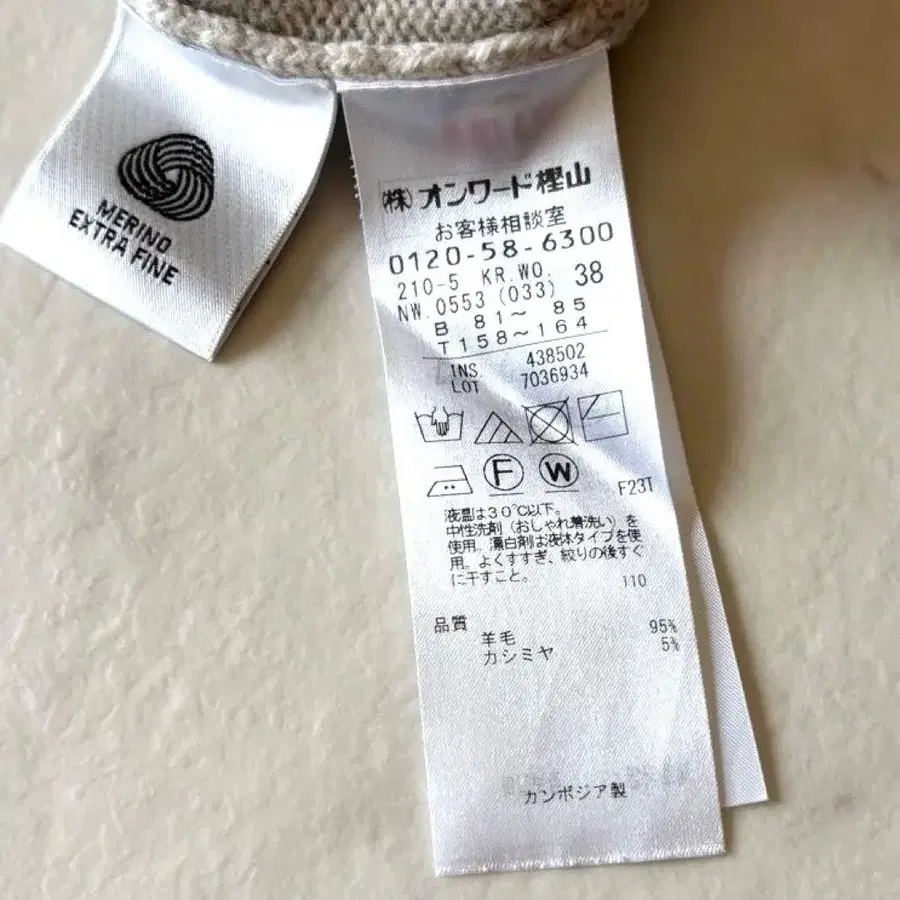 MERINO
EXTRA FINE
㈱オンワード樫山
お客様相談室
0120-58-6300
210-5 KR.WO. 38
NW.0553 (033)
B 81～ 85
T158～164
INS. 438502
LOT 7036934
F W F23T
液温は30℃以下。
中性洗剤（おしゃれ着洗い）を
使用。漂白剤は液体タイプを使
用。よくすすぎ、絞りの後すぐ
に干すこと。
110
品質
羊毛 95%
カシミヤ 5%
カンボジア製